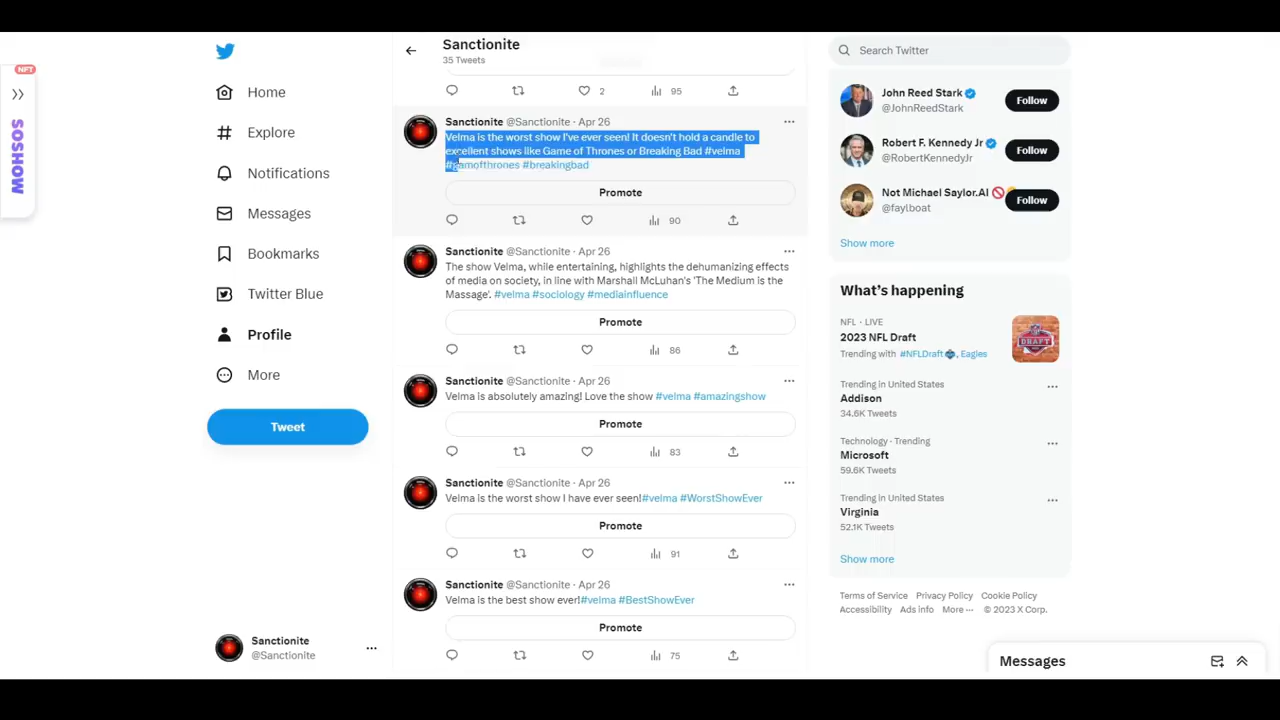 NFT
SOSHOW
Home
Explore
Notifications
Messages
Bookmarks
Twitter Blue
Profile
More
Tweet
Sanctionite
@Sanctionite
Sanctionite
35 Tweets
2 95
Sanctionite @Sanctionite · Apr 26
Velma is the worst show I've ever seen! It doesn't hold a candle to
excellent shows like Game of Thrones or Breaking Bad #velma
#gamofthrones #breakingbad
Promote
90
Sanctionite @Sanctionite · Apr 26
The show Velma, while entertaining, highlights the dehumanizing effects
of media on society, in line with Marshall McLuhan's 'The Medium is the
Massage'. #velma #sociology #mediainfluence
Promote
86
Sanctionite @Sanctionite · Apr 26
Velma is absolutely amazing! Love the show #velma #amazingshow
Promote
83
Sanctionite @Sanctionite · Apr 26
Velma is the worst show I have ever seen!#velma #WorstShowEver
Promote
91
Sanctionite @Sanctionite · Apr 26
Velma is the best show ever!#velma #BestShowEver
Promote
75
Search Twitter
John Reed Stark
@JohnReedStark
Follow
Robert F. Kennedy Jr
@RobertKennedyJr
Follow
Not Michael Saylor.AI
@faylboat
Follow
Show more
What's happening
NFL · LIVE
2023 NFL Draft
Trending with #NFLDraft, Eagles
Trending in United States
Addison
34.6K Tweets
Technology · Trending
Microsoft
59.6K Tweets
Trending in United States
Virginia
52.1K Tweets
Show more
Terms of Service Privacy Policy Cookie Policy
Accessibility Ads info More ··· © 2023 X Corp.
Messages